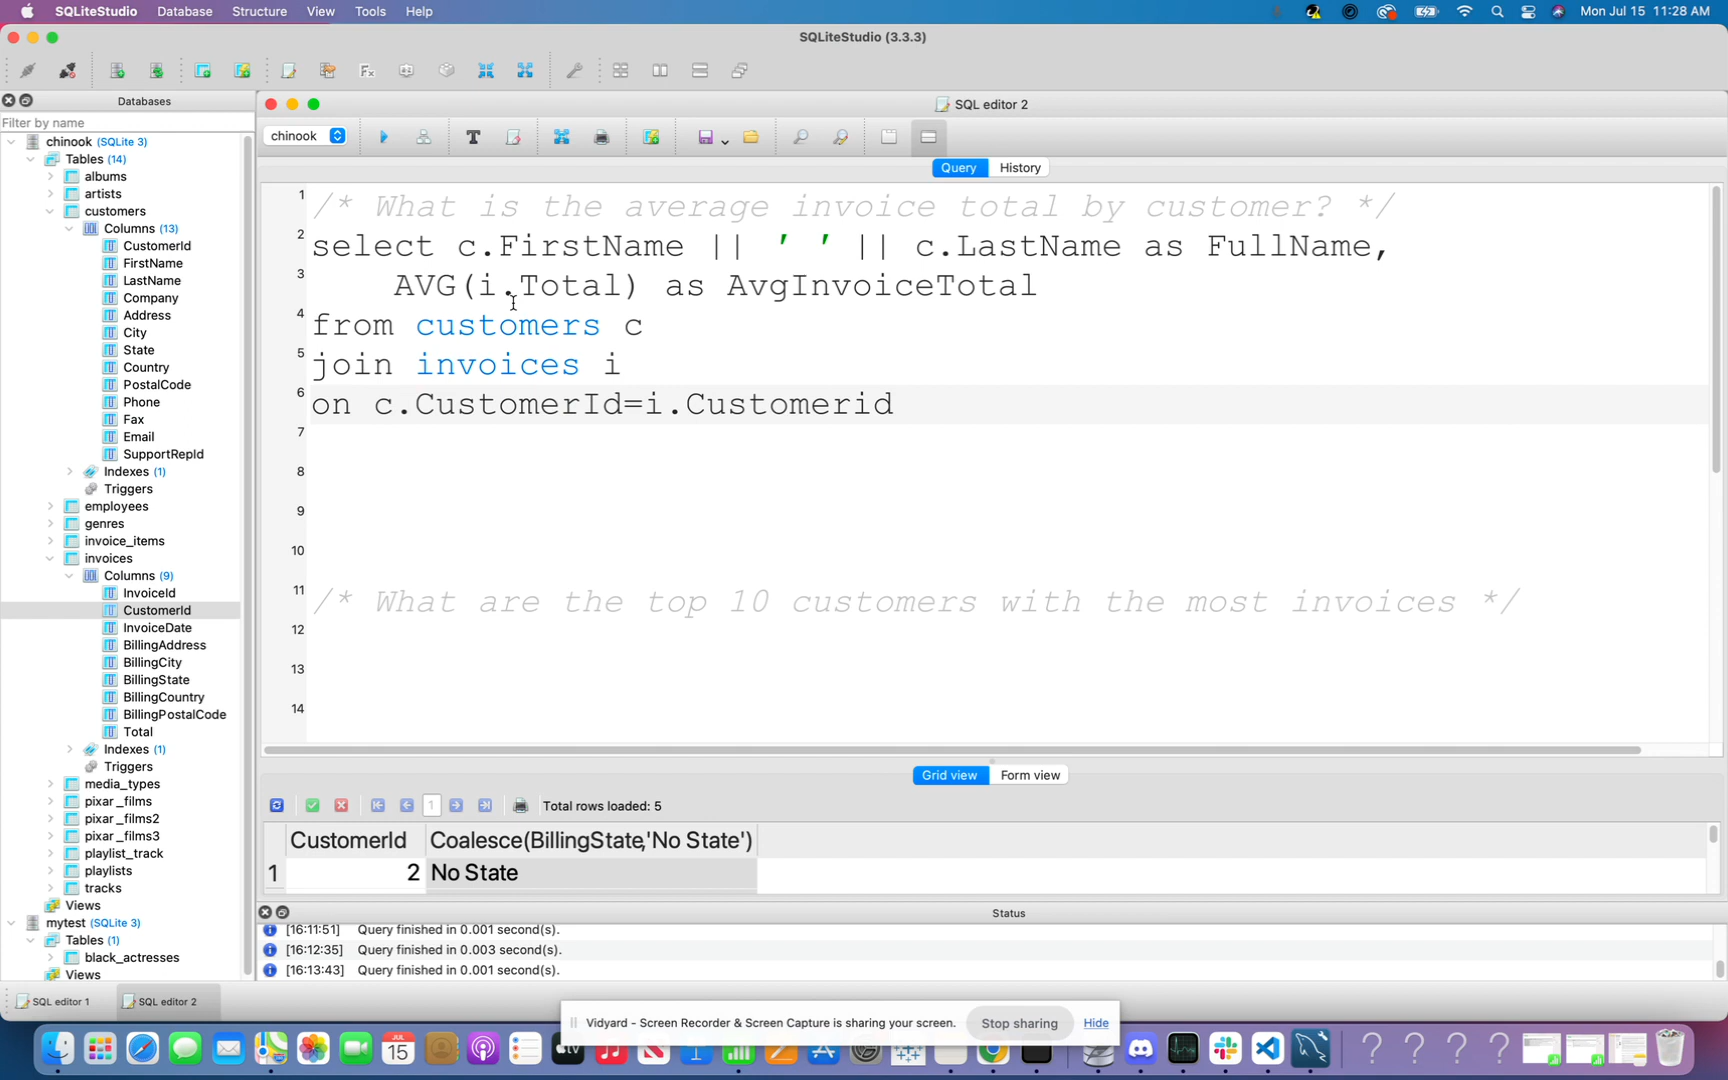 SQLiteStudio Database Structure View Tools Help
Mon Jul 15 11:28 AM
SQLiteStudio (3.3.3)
Databases
SQL editor 2
Filter by name
chinook
chinook (SQLite 3)
Tables (14)
albums
artists
customers
Columns (13)
CustomerId
FirstName
LastName
Company
Address
City
State
Country
PostalCode
Phone
Fax
Email
SupportRepId
Indexes (1)
Triggers
employees
genres
invoice_items
invoices
Columns (9)
InvoiceId
CustomerId
InvoiceDate
BillingAddress
BillingCity
BillingState
BillingCountry
BillingPostalCode
Total
Indexes (1)
Triggers
media_types
pixar_films
pixar_films2
pixar_films3
playlist_track
playlists
tracks
Views
mytest (SQLite 3)
Tables (1)
black_actresses
Views
Query History
1 /* What is the average invoice total by customer? */
2 select c.FirstName || ' ' || c.LastName as FullName,
3 AVG(i.Total) as AvgInvoiceTotal
4 from customers c
5 join invoices i
6 on c.CustomerId=i.Customerid
7
8
9
10
11 /* What are the top 10 customers with the most invoices */
12
13
14
Grid view Form view
1 Total rows loaded: 5
CustomerId Coalesce(BillingState,'No State')
1 2 No State
Status
[16:11:51] Query finished in 0.001 second(s).
[16:12:35] Query finished in 0.003 second(s).
[16:13:43] Query finished in 0.001 second(s).
SQL editor 1 SQL editor 2
Vidyard - Screen Recorder & Screen Capture is sharing your screen. Stop sharing Hide
15